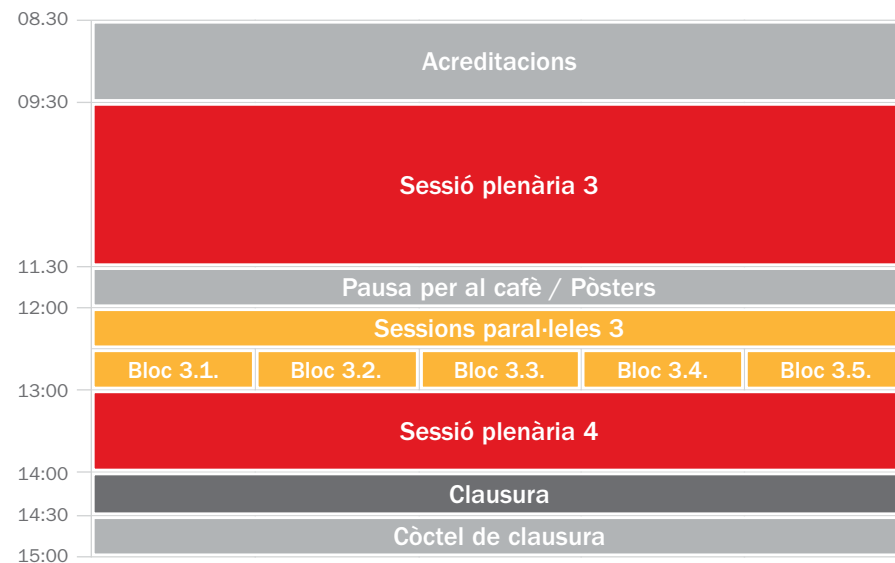 08.30
Acreditacions
09:30
Sessió plenària 3
11.30
Pausa per al cafè / Pòsters
12:00
Sessions paral·leles 3
Bloc 3.1. Bloc 3.2. Bloc 3.3. Bloc 3.4. Bloc 3.5.
13:00
Sessió plenària 4
14:00
Clausura
14:30
Còctel de clausura
15:00